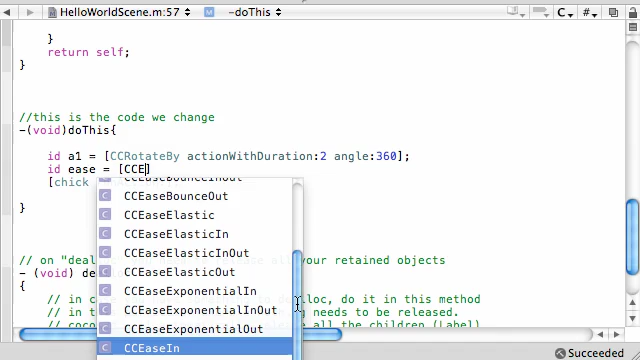 HelloWorldScene.m:57
-doThis
C
#
}
return self;
}
//this is the code we change
-(void)doThis{
id a1 = [CCRotateBy actionWithDuration:2 angle:360];
id ease = [CCE]
[chick
CCEaseBounceInOut
}
CCEaseBounceOut
CCEaseElastic
CCEaseElasticIn
CCEaseElasticInOut
// on "deal
all your retained objects
- (void) de
CCEaseElasticOut
{
CCEaseExponentialIn
// in c
lloc, do it in this method
CCEaseExponentialInOut
// in t
g needs to be released.
// coco
CCEaseExponentialOut
e all the children (Label)
CCEaseIn
Succeeded